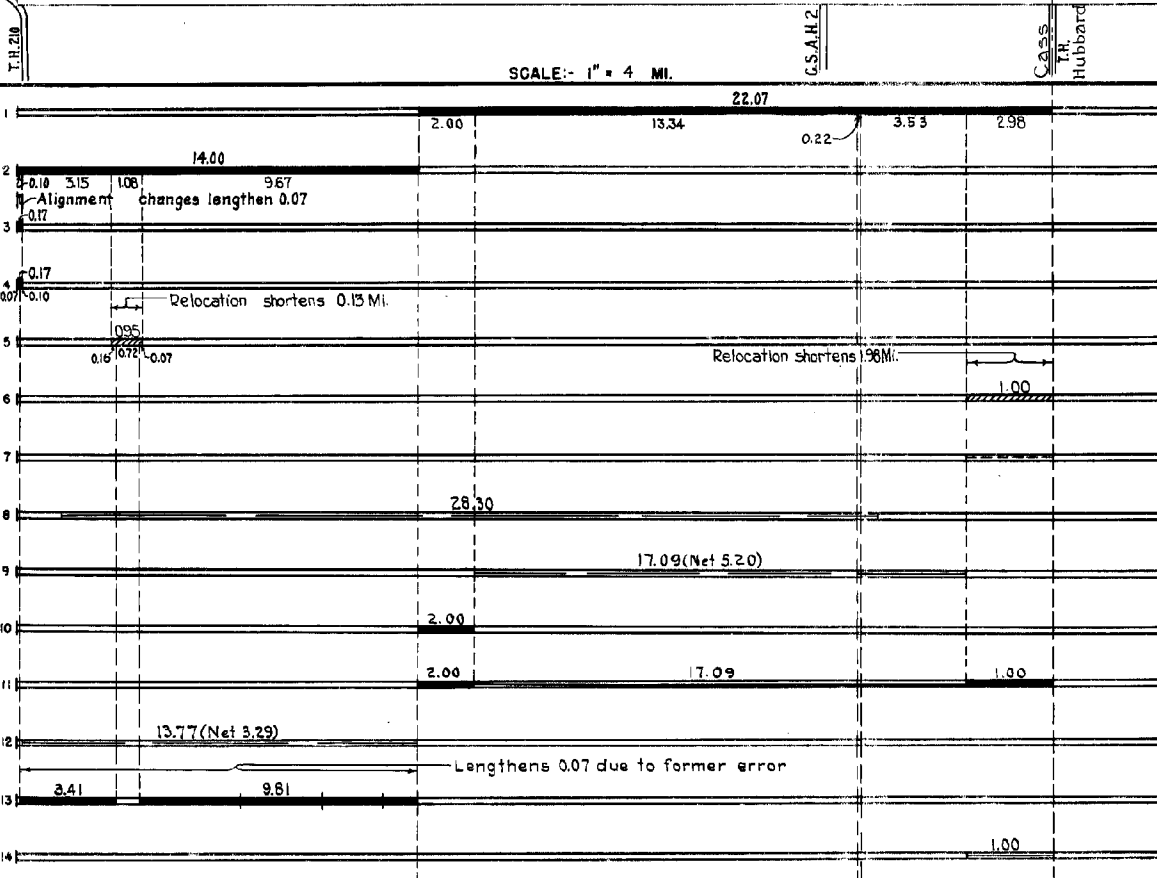 T.H. 210
C.S.A.H. 2
Cass
T.H.
Hubbard
SCALE:- 1" = 4 MI.
1
22.07
2.00 13.34 0.22 3.53 2.98
2
14.00
0.10 3.15 1.08 9.67
Alignment changes lengthen 0.07
3
0.17
4
0.17
0.07 0.10
Relocation shortens 0.13 Mi.
5
0.95
0.16 0.72 0.07
Relocation shortens 1.98 Mi.
6
1.00
7
8
28.30
9
17.09 (Net 5.20)
10
2.00
11
2.00 17.09 1.00
12
13.77 (Net 3.29)
Lengthens 0.07 due to former error
13
3.41 9.81
14
1.00